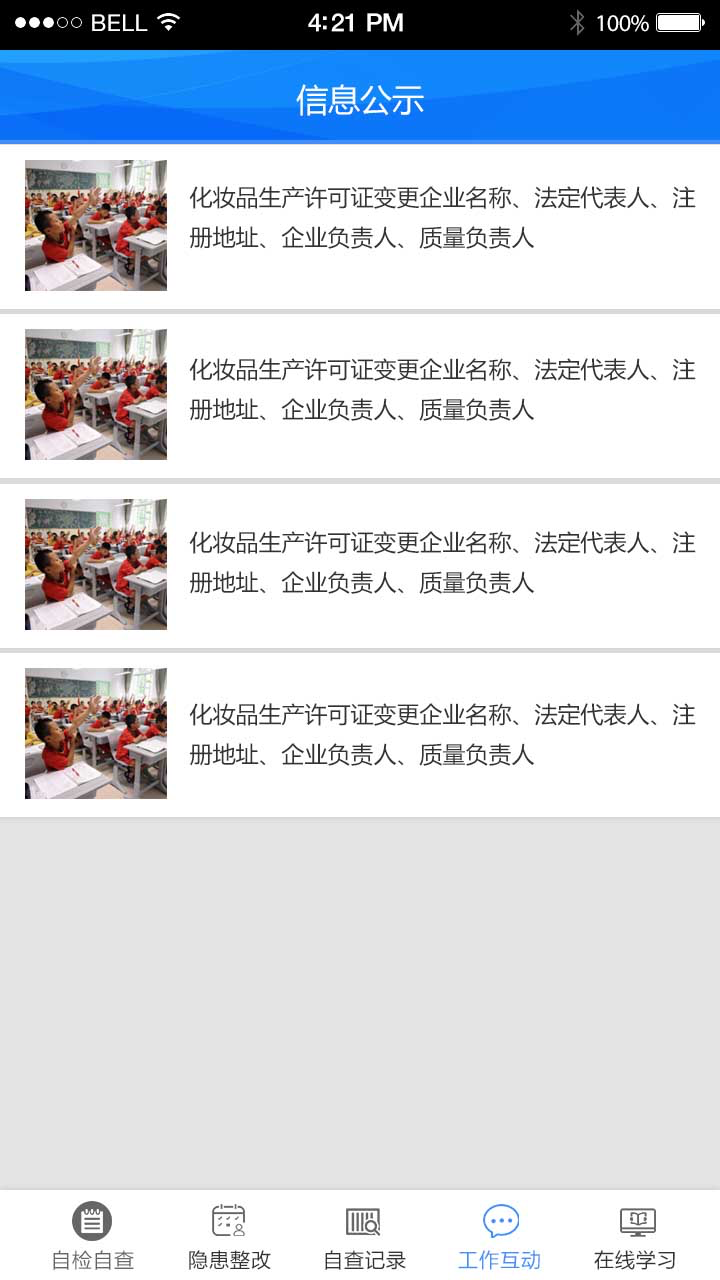 BELL 4:21 PM 100%
信息公示
化妆品生产许可证变更企业名称、法定代表人、注
册地址、企业负责人、质量负责人
化妆品生产许可证变更企业名称、法定代表人、注
册地址、企业负责人、质量负责人
化妆品生产许可证变更企业名称、法定代表人、注
册地址、企业负责人、质量负责人
化妆品生产许可证变更企业名称、法定代表人、注
册地址、企业负责人、质量负责人
自检自查 隐患整改 自查记录 工作互动 在线学习